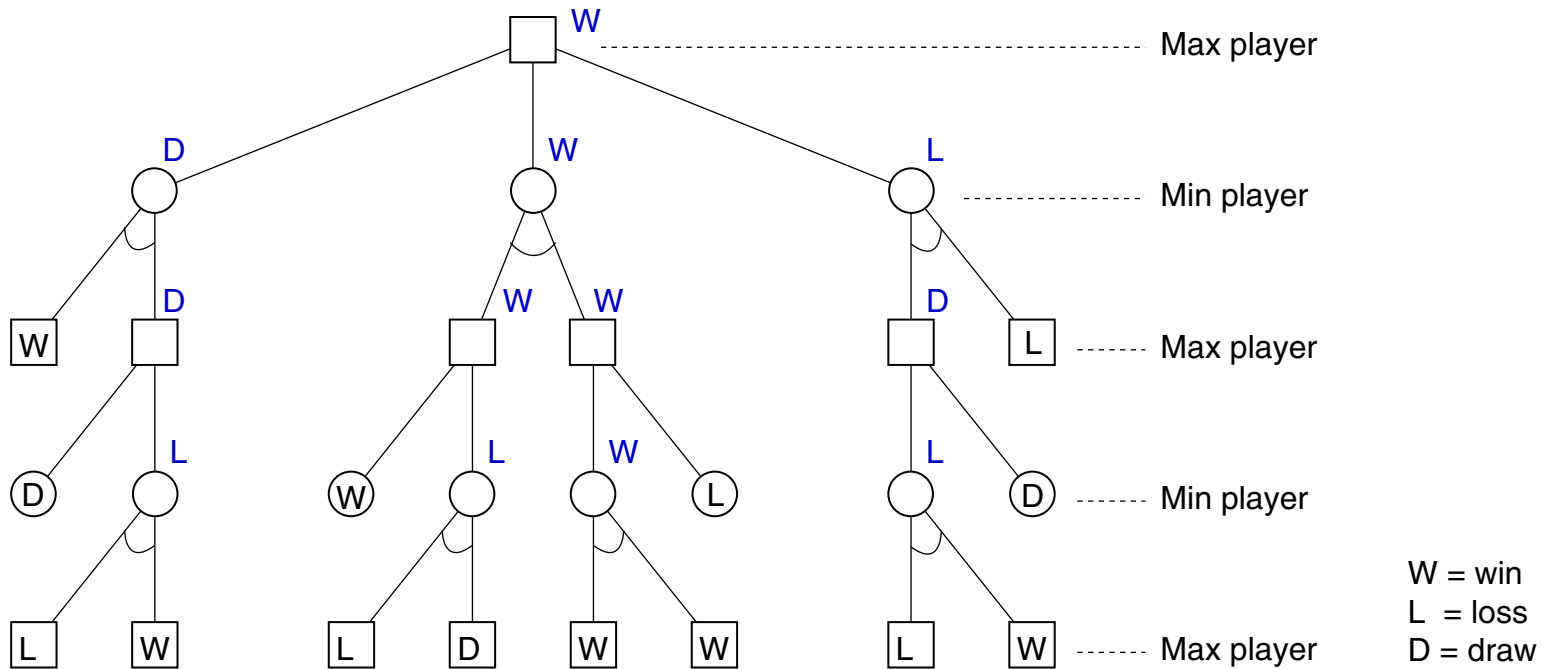 W
Max player
D W L
Min player
D W W D
W L Max player
L L W L
D W L D Min player
W = win
L = loss
L W L D W W L W Max player D = draw